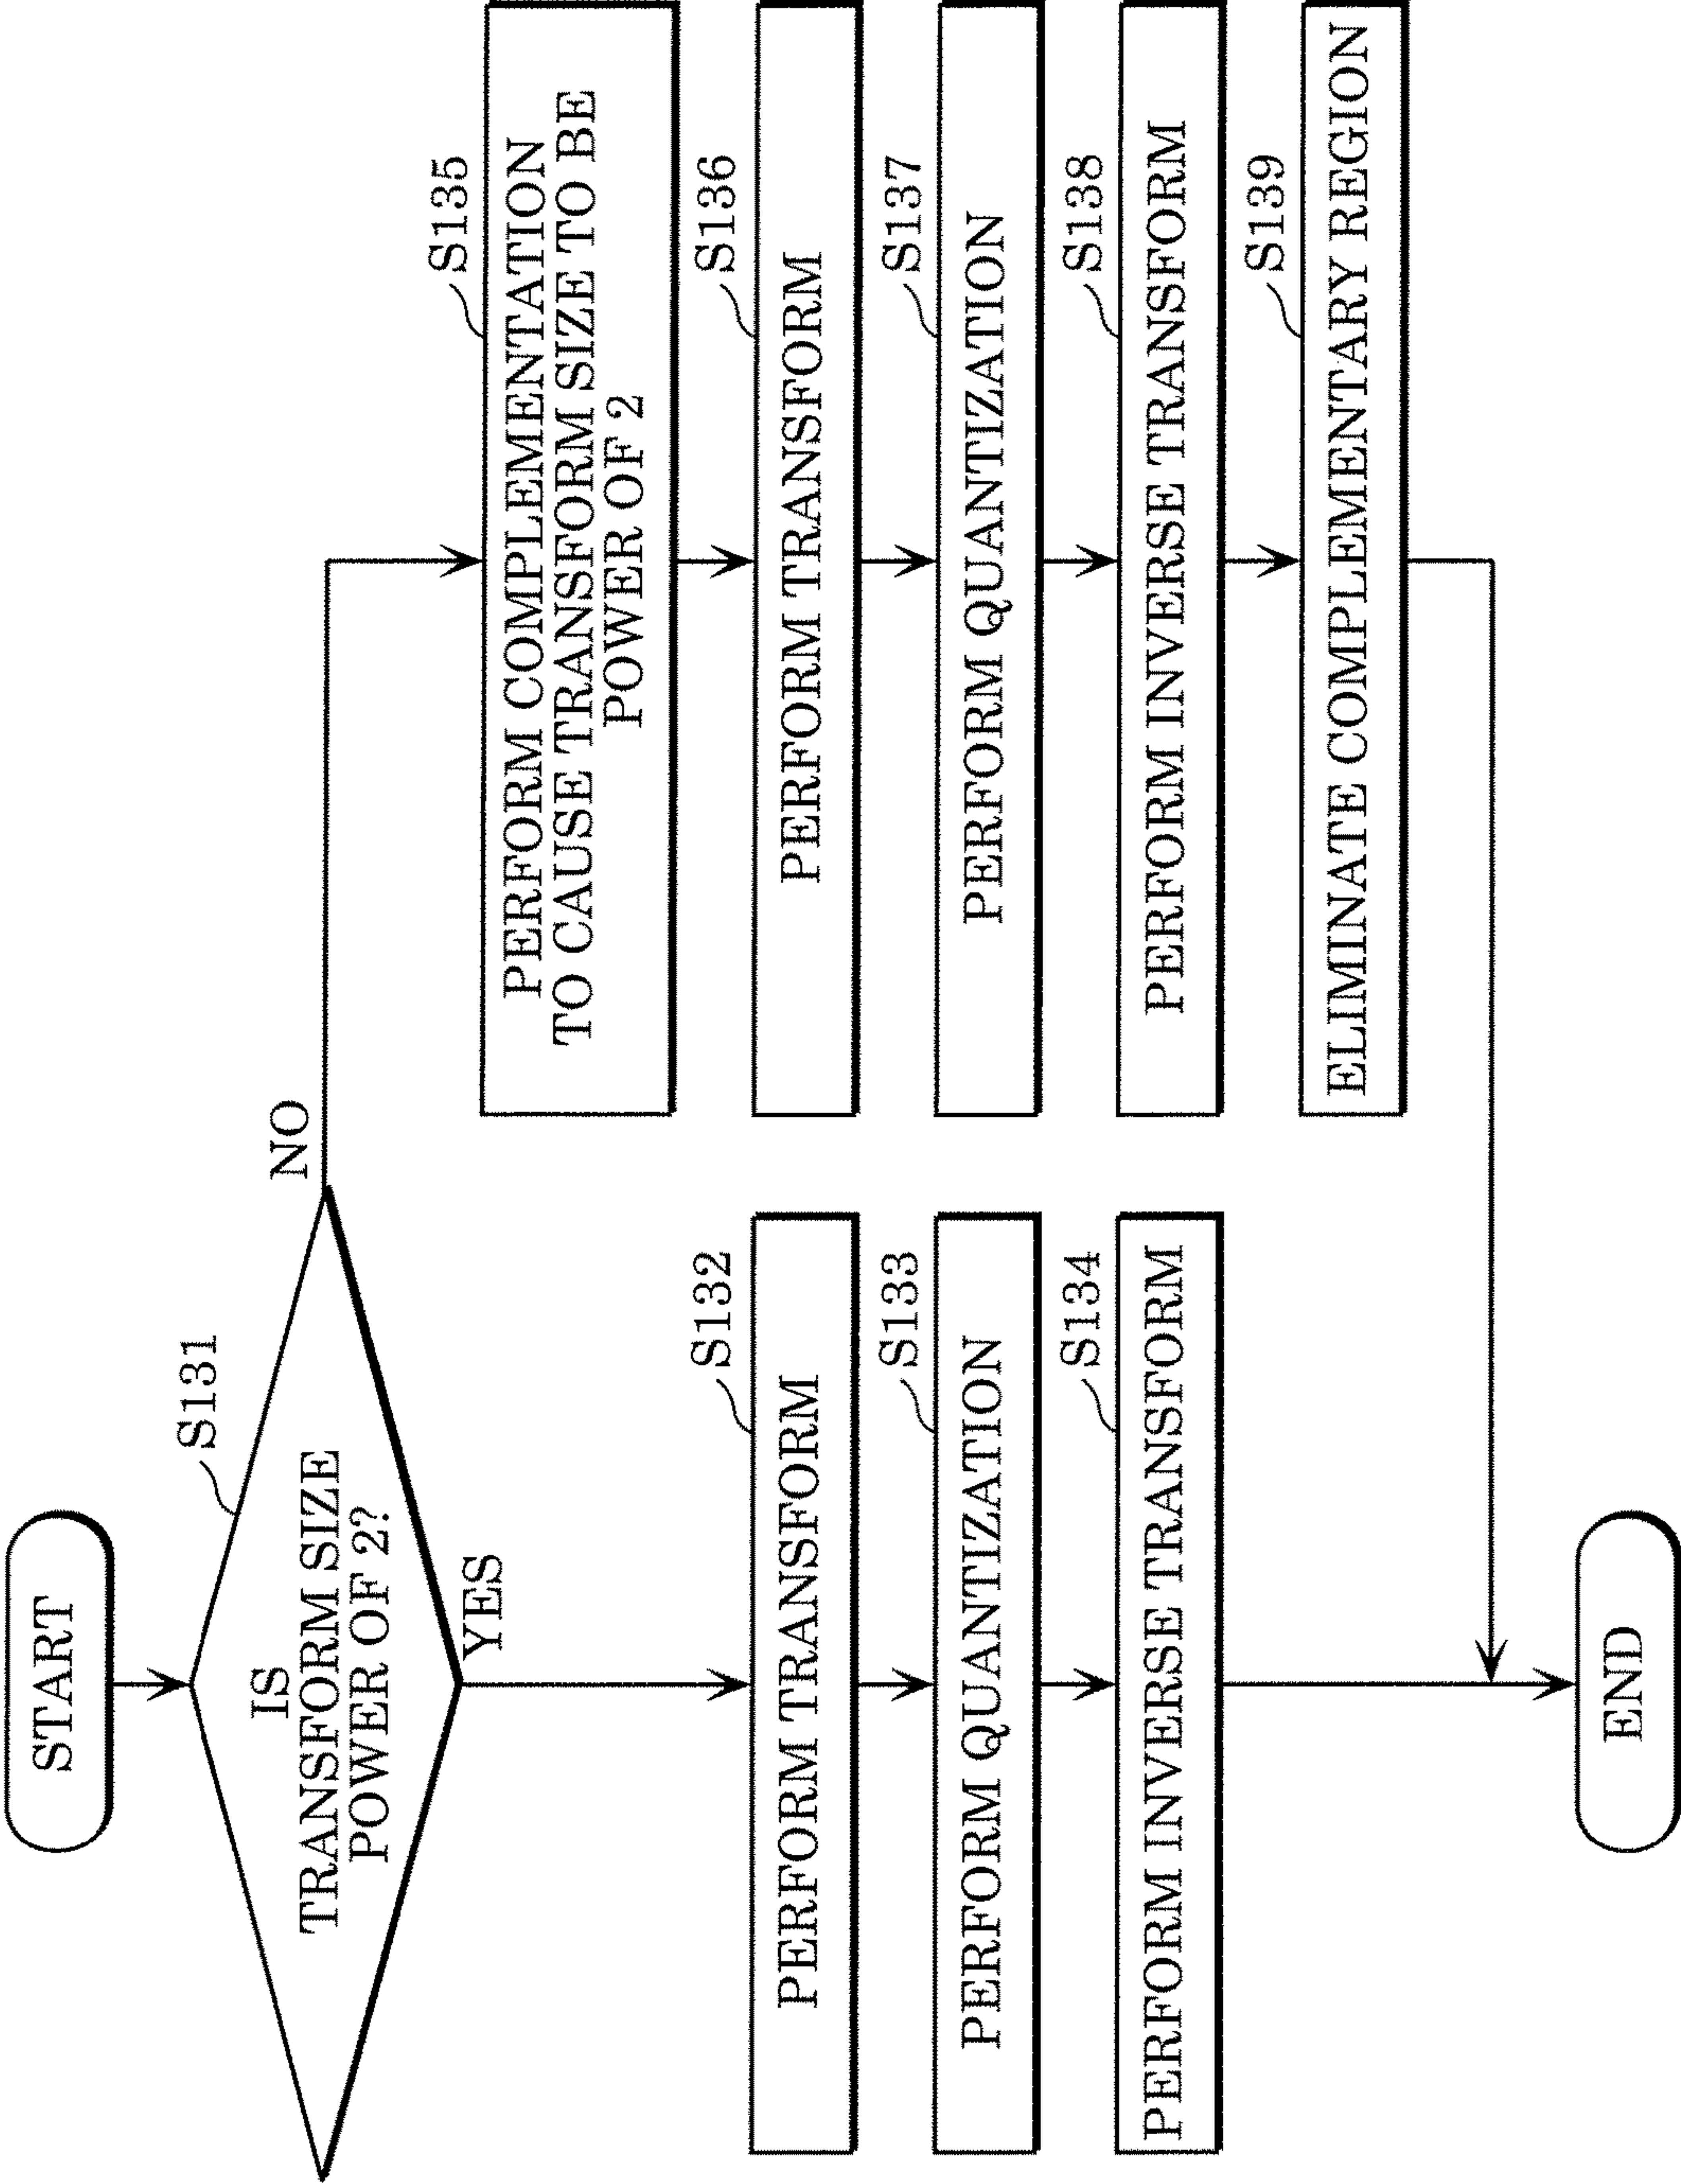 START
S131
IS
TRANSFORM SIZE
POWER OF 2?
NO
YES
S132
PERFORM TRANSFORM
S133
PERFORM QUANTIZATION
S134
PERFORM INVERSE TRANSFORM
S135
PERFORM COMPLEMENTATION
TO CAUSE TRANSFORM SIZE TO BE
POWER OF 2
S136
PERFORM TRANSFORM
S137
PERFORM QUANTIZATION
S138
PERFORM INVERSE TRANSFORM
S139
ELIMINATE COMPLEMENTARY REGION
END